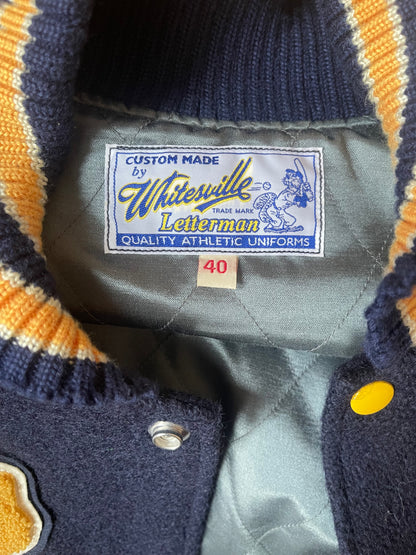 CUSTOM MADE
by
Whitesville
TRADE MARK
Letterman
QUALITY ATHLETIC UNIFORMS
40